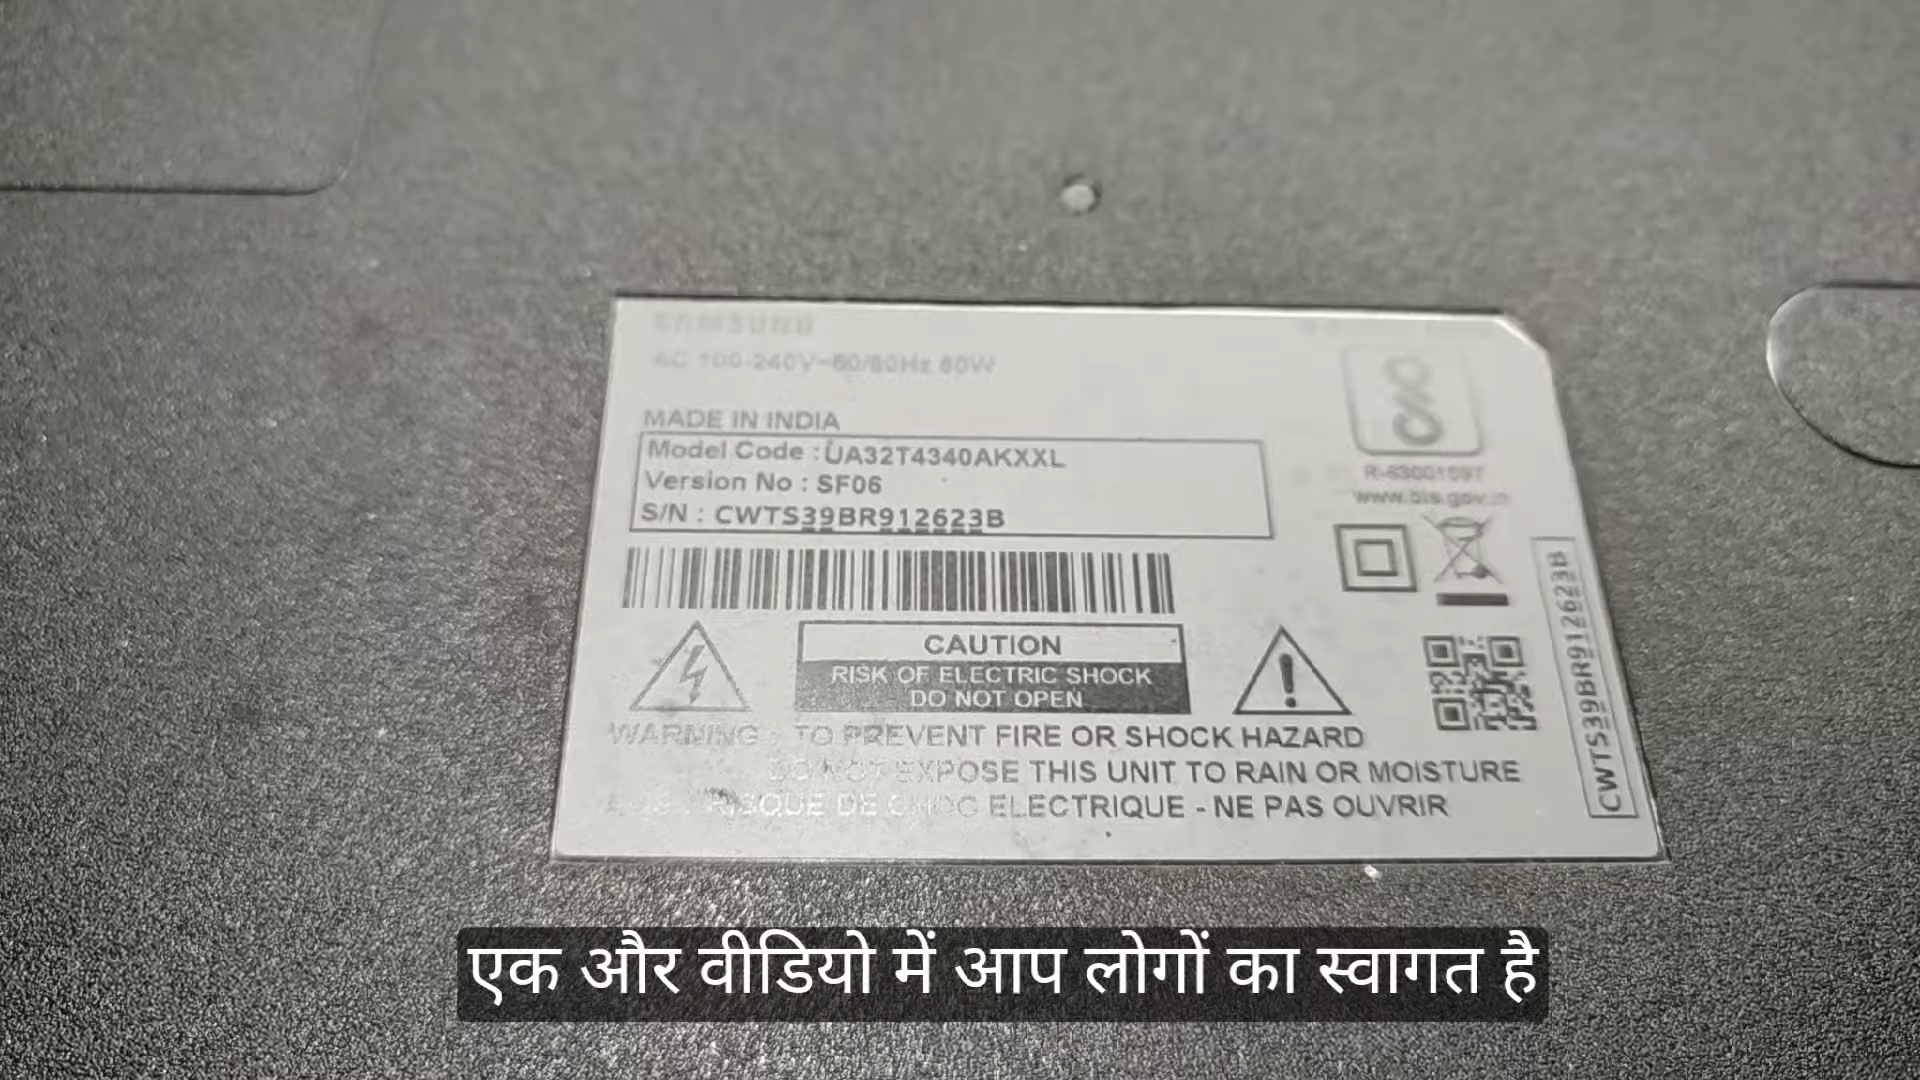 SAMSUNG
AC 100-240V~50/60Hz 60W
MADE IN INDIA
Model Code : UA32T4340AKXXL
Version No : SF06
S/N : CWTS39BR912623B
www.bis.gov.in
CAUTION
RISK OF ELECTRIC SHOCK
DO NOT OPEN
WARNING : TO PREVENT FIRE OR SHOCK HAZARD
DO NOT EXPOSE THIS UNIT TO RAIN OR MOISTURE
RISQUE DE CHOC ELECTRIQUE - NE PAS OUVRIR
CWTS39BR912623B
एक और वीडियो में आप लोगों का स्वागत है